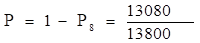 P = 1 - P₈ = 13080/13800